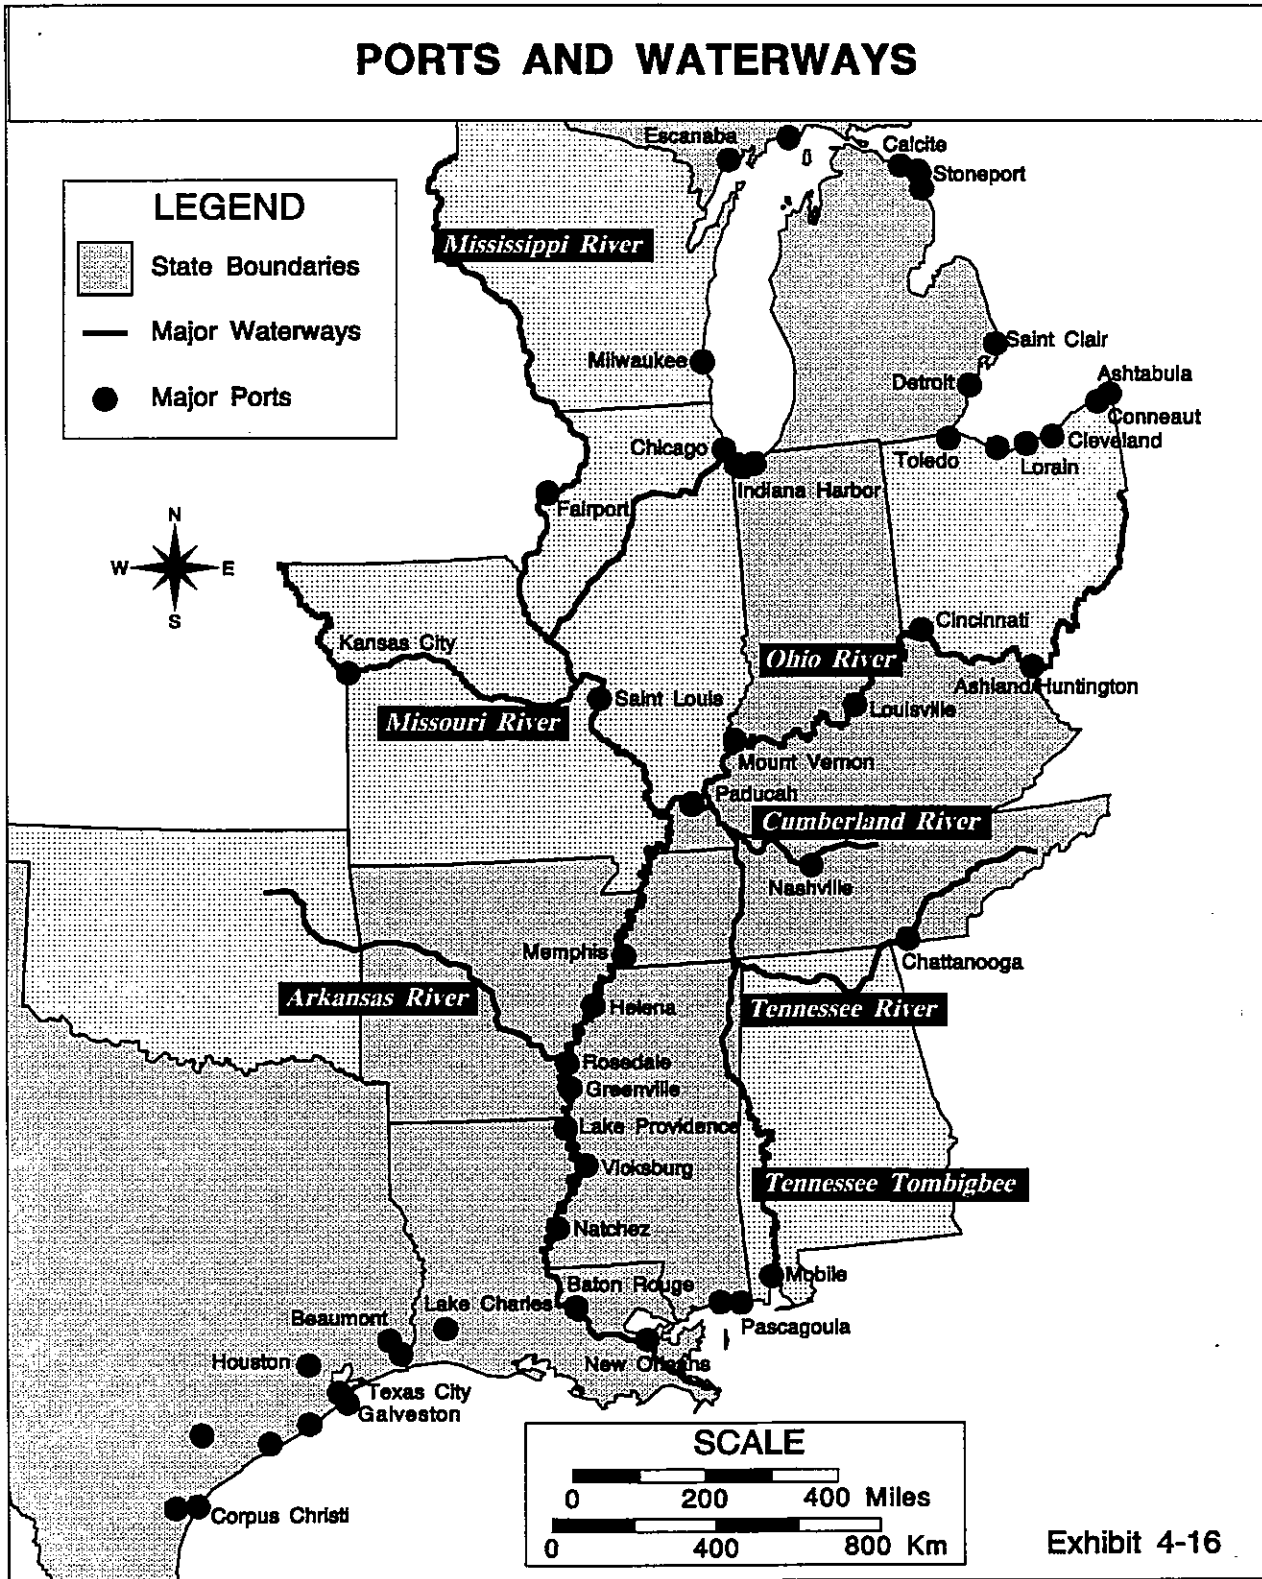 PORTS AND WATERWAYS
LEGEND
State Boundaries
Major Waterways
Major Ports
N
W E
S
Escanaba
Calcite
Stoneport
Mississippi River
Milwaukee
Saint Clair
Detroit
Ashtabula
Conneaut
Cleveland
Lorain
Toledo
Chicago
Indiana Harbor
Fairport
Kansas City
Cincinnati
Ohio River
Ashland/Huntington
Saint Louis
Louisville
Missouri River
Mount Vernon
Paducah
Cumberland River
Nashville
Memphis
Chattanooga
Arkansas River
Helena
Tennessee River
Rosedale
Greenville
Lake Providence
Vicksburg
Tennessee Tombigbee
Natchez
Mobile
Baton Rouge
Lake Charles
Beaumont
Pascagoula
Houston
New Orleans
Texas City
Galveston
Corpus Christi
SCALE
0 200 400 Miles
0 400 800 Km
Exhibit 4-16